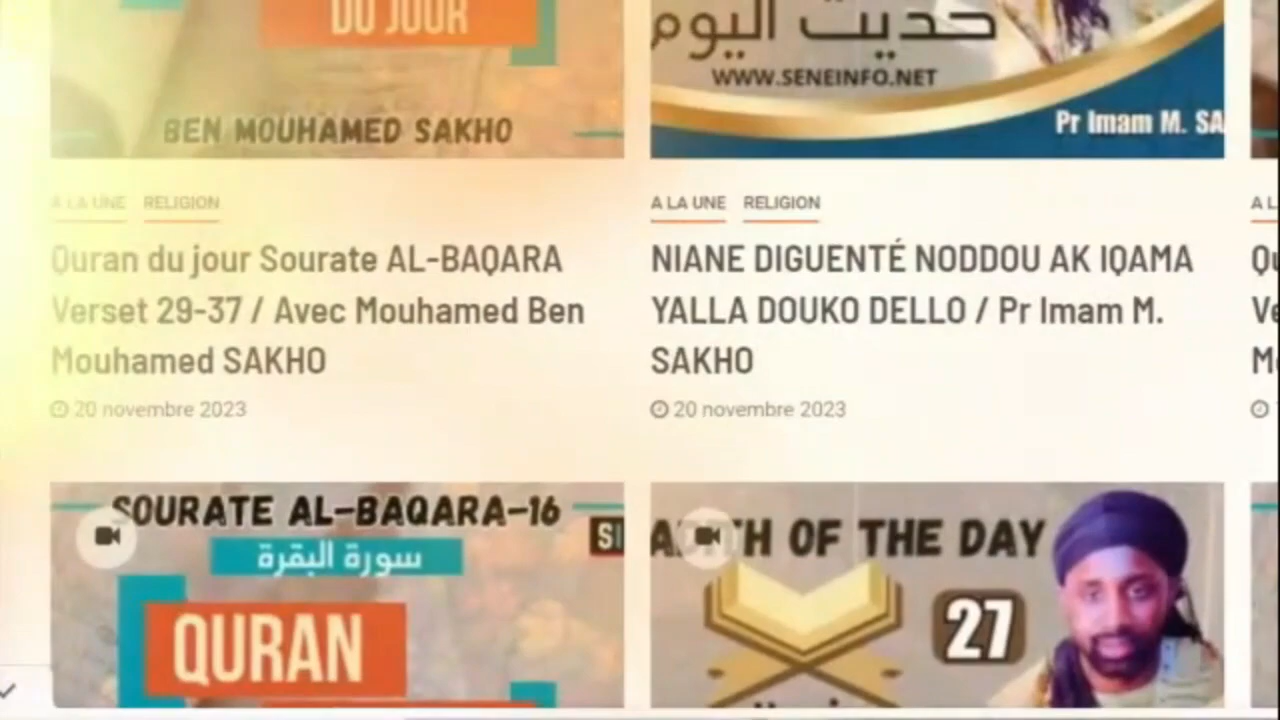 DU JOUR
BEN MOUHAMED SAKHO
حديث اليوم
WWW.SENEINFO.NET
Pr Imam M. SA
A LA UNE RELIGION
Quran du jour Sourate AL-BAQARA
Verset 29-37 / Avec Mouhamed Ben
Mouhamed SAKHO
20 novembre 2023
A LA UNE RELIGION
NIANE DIGUENTÉ NODDOU AK IQAMA
YALLA DOUKO DELLO / Pr Imam M.
SAKHO
20 novembre 2023
A L
Qu
Ve
M
SOURATE AL-BAQARA-16
سورة البقرة
SI
QURAN
TH OF THE DAY
27